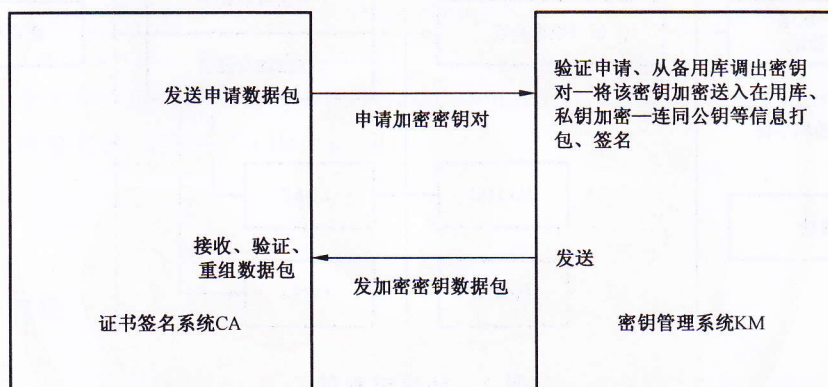 发送申请数据包
申请加密密钥对
验证申请、从备用库调出密钥
对—将该密钥加密送入在用库、
私钥加密—连同公钥等信息打
包、签名
接收、验证、
重组数据包
发加密密钥数据包
发送
证书签名系统CA
密钥管理系统KM